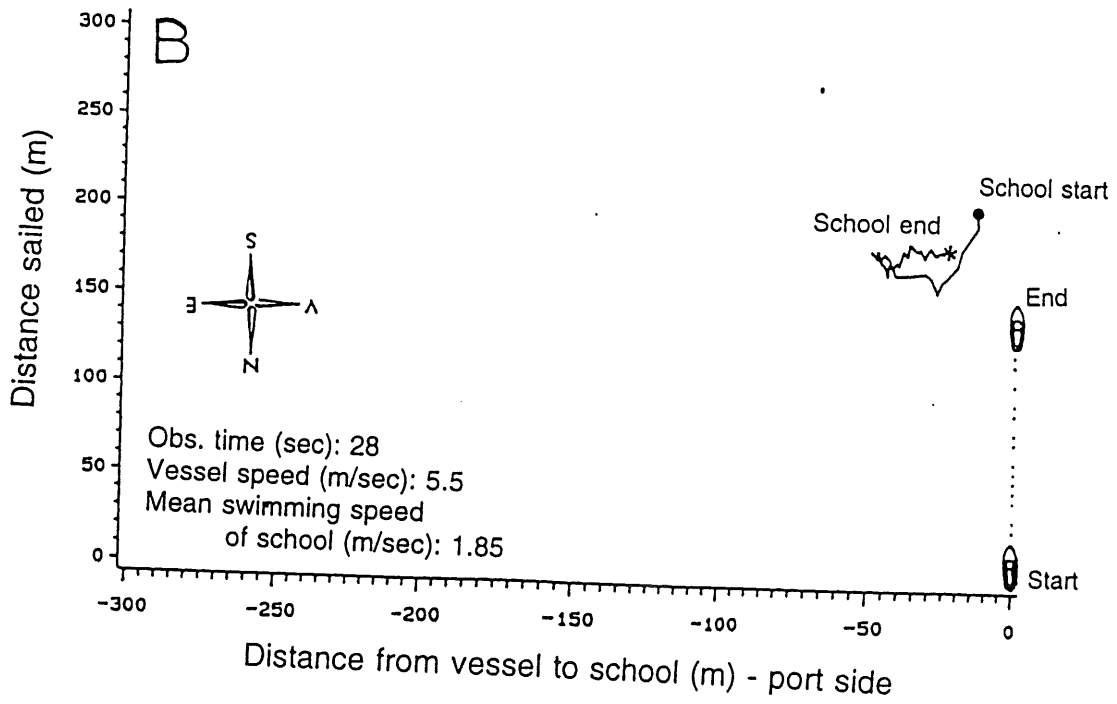 B
300
250
200
150
100
50
0
Distance sailed (m)
School start
School end
End
Start
S
E
V
N
Obs. time (sec): 28
Vessel speed (m/sec): 5.5
Mean swimming speed
of school (m/sec): 1.85
-300
-250
-200
-150
-100
-50
0
Distance from vessel to school (m) - port side